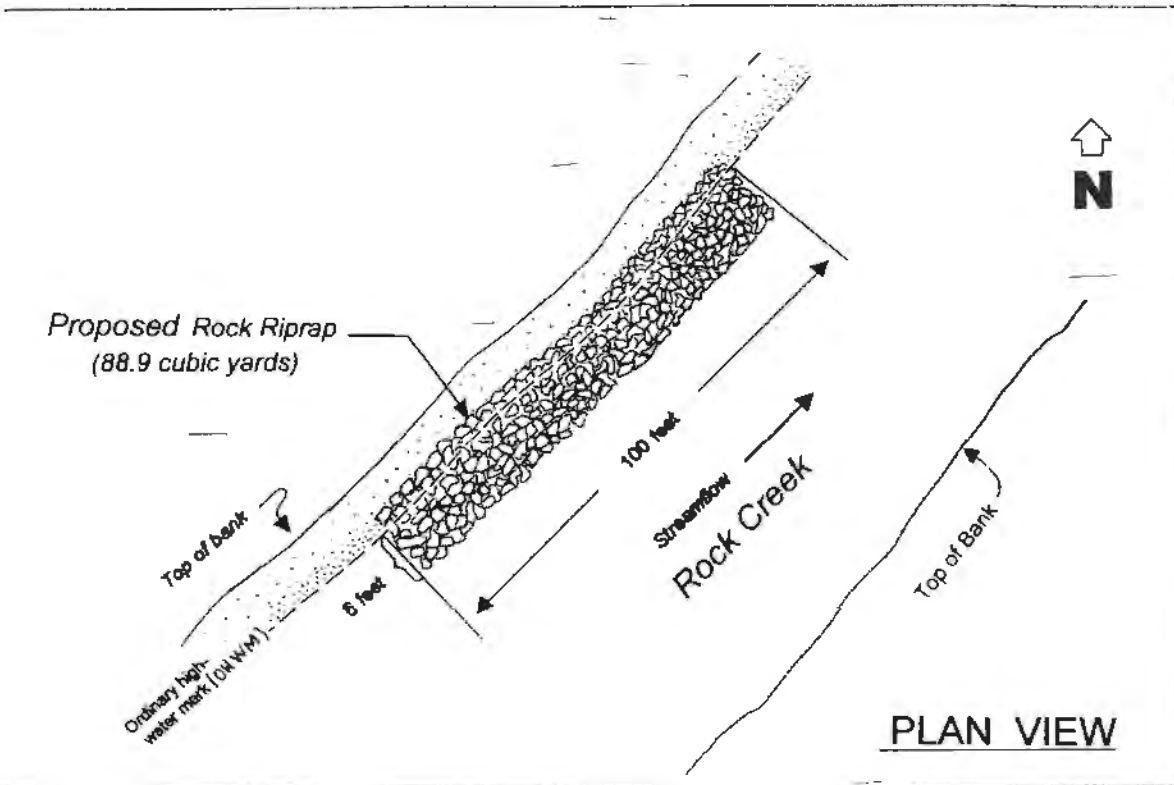 N
Proposed Rock Riprap
(88.9 cubic yards)
100 feet
Streamflow
Rock Creek
Top of bank
6 feet
Top of Bank
Ordinary high-
water mark (OHWM)
PLAN VIEW